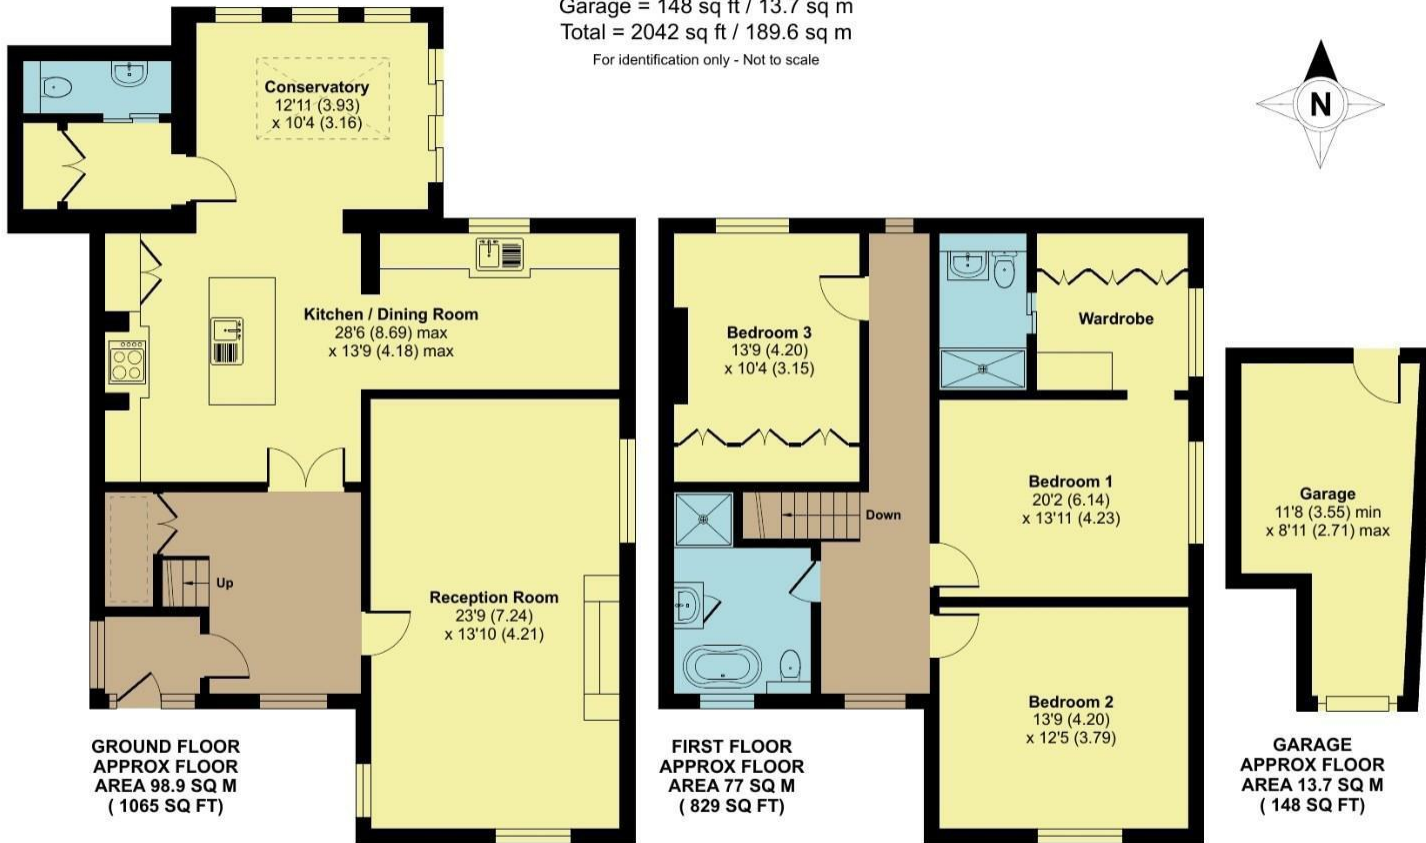 Garage = 148 sq ft / 13.7 sq m
Total = 2042 sq ft / 189.6 sq m
For identification only - Not to scale
N
Conservatory
12'11 (3.93)
x 10'4 (3.16)
Kitchen / Dining Room
28'6 (8.69) max
x 13'9 (4.18) max
Up
Reception Room
23'9 (7.24)
x 13'10 (4.21)
GROUND FLOOR
APPROX FLOOR
AREA 98.9 SQ M
( 1065 SQ FT)
Bedroom 3
13'9 (4.20)
x 10'4 (3.15)
Wardrobe
Down
Bedroom 1
20'2 (6.14)
x 13'11 (4.23)
Bedroom 2
13'9 (4.20)
x 12'5 (3.79)
FIRST FLOOR
APPROX FLOOR
AREA 77 SQ M
( 829 SQ FT)
Garage
11'8 (3.55) min
x 8'11 (2.71) max
GARAGE
APPROX FLOOR
AREA 13.7 SQ M
( 148 SQ FT)